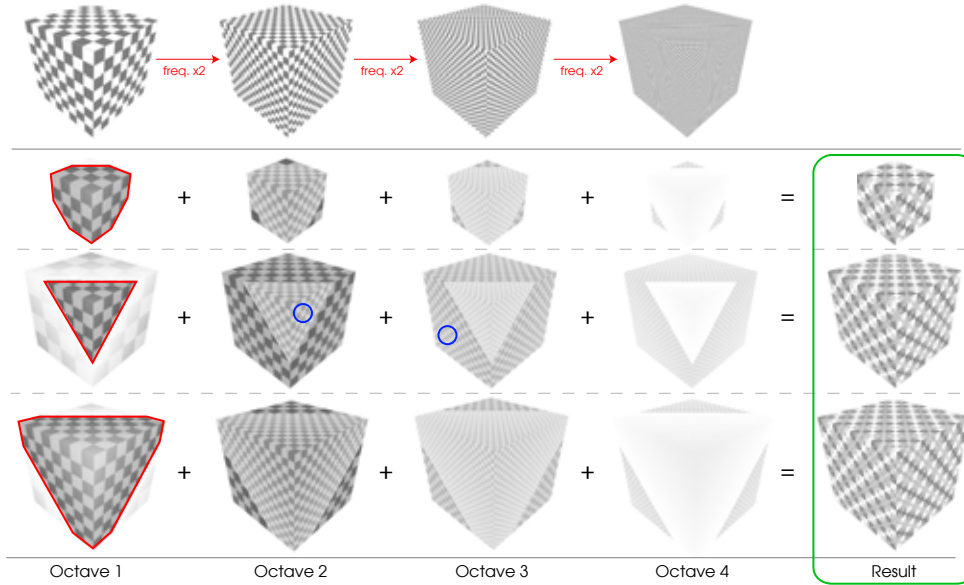 freq. x2
freq. x2
freq. x2
+ + + =
+ + + =
+ + + =
Octave 1
Octave 2
Octave 3
Octave 4
Result